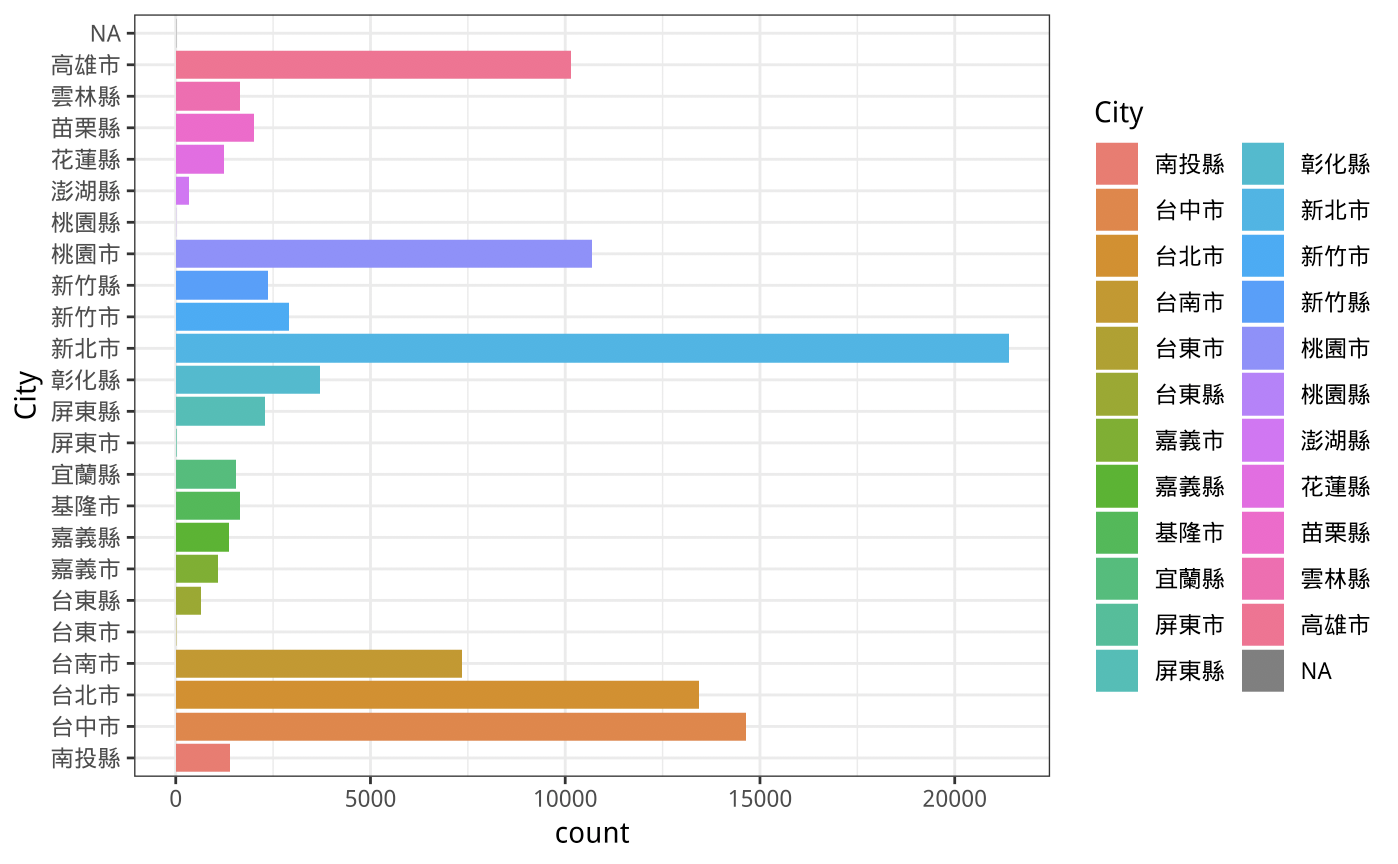 NA
高雄市
雲林縣
苗栗縣
花蓮縣
澎湖縣
桃園縣
桃園市
新竹縣
新竹市
新北市
彰化縣
屏東縣
屏東市
宜蘭縣
基隆市
嘉義縣
嘉義市
台東縣
台東市
台南市
台北市
台中市
南投縣
City
0 5000 10000 15000 20000
count
City
南投縣
台中市
台北市
台南市
台東市
台東縣
嘉義市
嘉義縣
基隆市
宜蘭縣
屏東市
屏東縣
彰化縣
新北市
新竹市
新竹縣
桃園市
桃園縣
澎湖縣
花蓮縣
苗栗縣
雲林縣
高雄市
NA